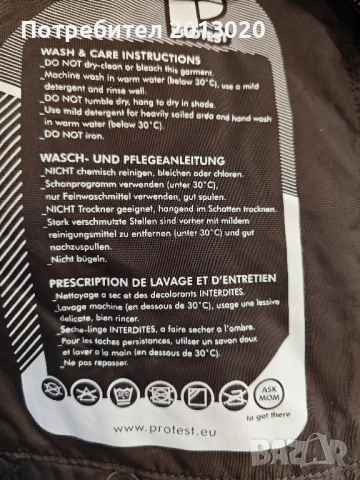 Потребител 2013020
WASH & CARE INSTRUCTIONS
_DO NOT dry-clean or bleach this garment.
_Machine wash in warm water (below 30°C), use a mild
detergent and rinse well.
_DO NOT tumble dry, hang to dry in shade.
_Use mild detergent for heavily soiled area and hand wash
in warm water (below 30°C).
_DO NOT iron.
WASCH- UND PFLEGEANLEITUNG
_NICHT chemisch reinigen, bleichen oder chloren.
_Schonprogramm verwenden (unter 30°C),
nur Feinwaschmittel verwenden, gut spulen.
_NICHT Trockner geeignet, hangend im Schatten trocknen.
_Stark verschmutzte Stellen sind vorher mit mildem
reinigungsmittel zu entfernen (unter 30°C) und gut
nachzuspullen.
_Nicht bügeln.
PRESCRIPTION DE LAVAGE ET D'ENTRETIEN
_Nettoyage a sec et des decolorants INTERDITES.
_Lavage machine (en dessous de 30°C), usage une lessive
delicate, bien rincer.
_Seche-linge INTERDITES, a faire secher a l'ombre.
_Pour les taches persistances, utiliser un savon doux
et laver a la main (en dessous de 30°C).
_Ne pas repasser.
ASK
MOM
to get there
www.protest.eu
BAZAR